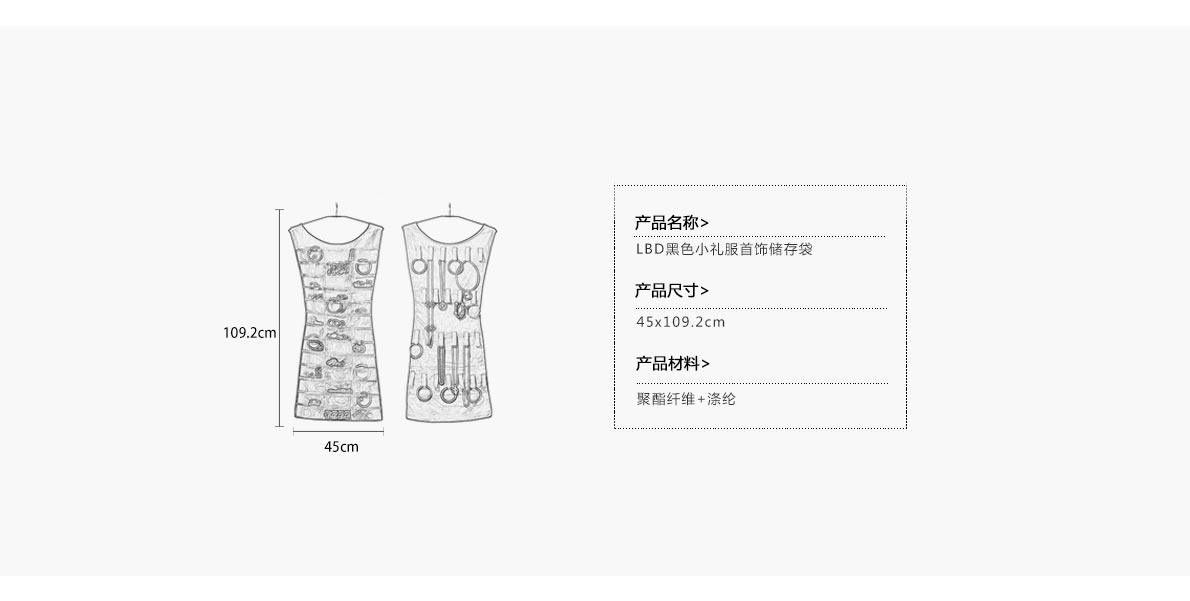 109.2cm
45cm
产品名称>
LBD黑色小礼服首饰储存袋
产品尺寸>
45x109.2cm
产品材料>
聚酯纤维+涤纶